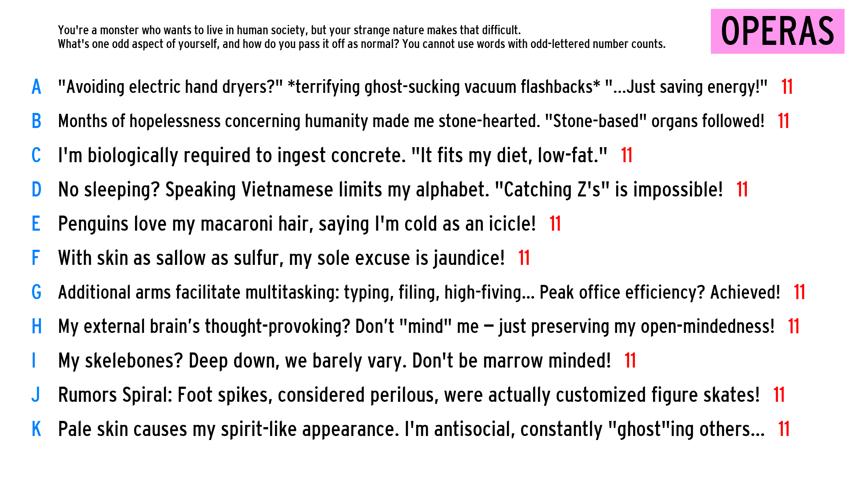 You're a monster who wants to live in human society, but your strange nature makes that difficult.
What's one odd aspect of yourself, and how do you pass it off as normal? You cannot use words with odd-lettered number counts.
OPERAS
A "Avoiding electric hand dryers?" *terrifying ghost-sucking vacuum flashbacks* "...Just saving energy!" 11
B Months of hopelessness concerning humanity made me stone-hearted. "Stone-based" organs followed! 11
C I'm biologically required to ingest concrete. "It fits my diet, low-fat." 11
D No sleeping? Speaking Vietnamese limits my alphabet. "Catching Z's" is impossible! 11
E Penguins love my macaroni hair, saying I'm cold as an icicle! 11
F With skin as sallow as sulfur, my sole excuse is jaundice! 11
G Additional arms facilitate multitasking: typing, filing, high-fiving... Peak office efficiency? Achieved! 11
H My external brain's thought-provoking? Don't "mind" me – just preserving my open-mindedness! 11
I My skelebones? Deep down, we barely vary. Don't be marrow minded! 11
J Rumors Spiral: Foot spikes, considered perilous, were actually customized figure skates! 11
K Pale skin causes my spirit-like appearance. I'm antisocial, constantly "ghost"ing others... 11